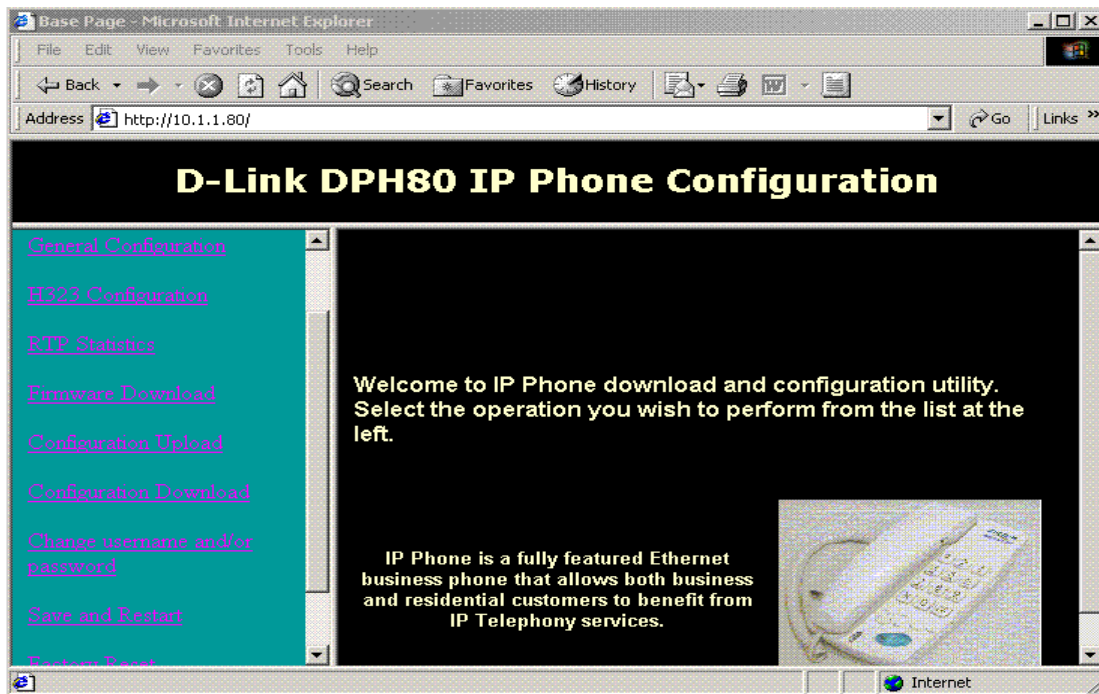 Base Page - Microsoft Internet Explorer
File Edit View Favorites Tools Help
Back Search Favorites History
Address http://10.1.1.80/ Go Links »
D-Link DPH80 IP Phone Configuration
General Configuration
H323 Configuration
RTP Statistics
Firmware Download
Configuration Upload
Configuration Download
Change username and/or
password
Save and Restart
Factory Reset
Welcome to IP Phone download and configuration utility.
Select the operation you wish to perform from the list at the
left.
IP Phone is a fully featured Ethernet
business phone that allows both business
and residential customers to benefit from
IP Telephony services.
Internet